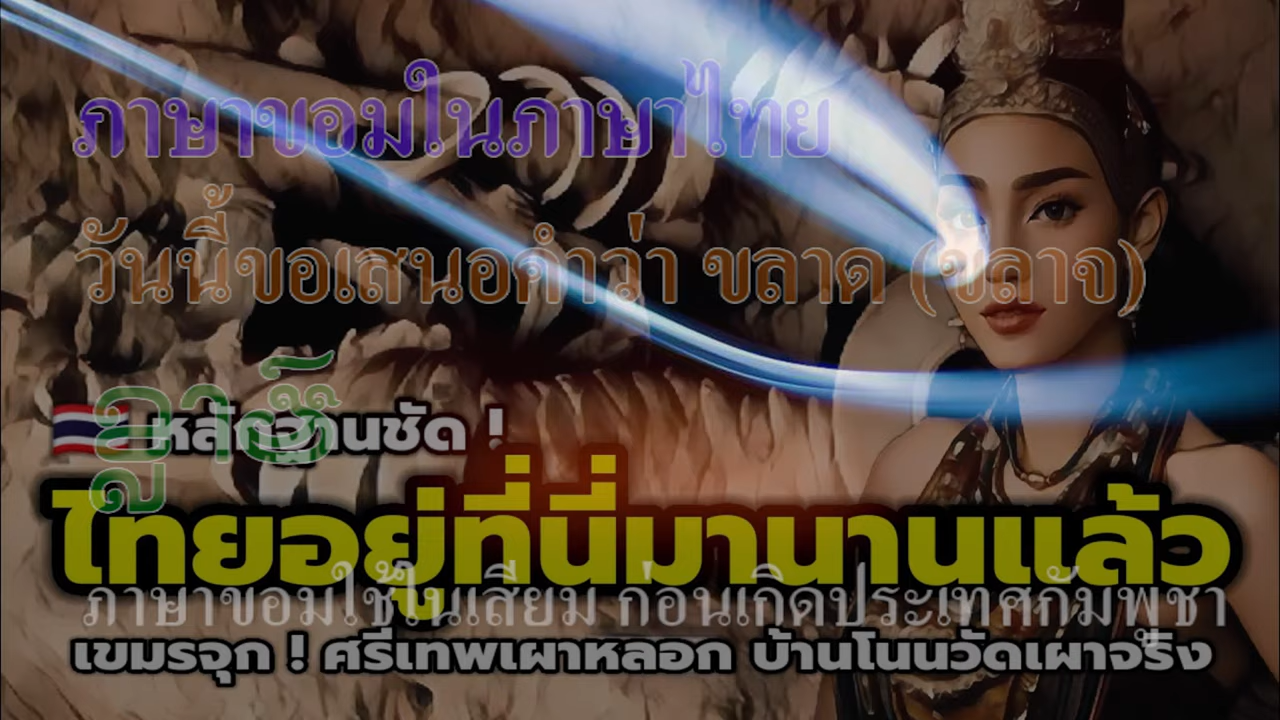 ภาษาขอมในภาษาไทย
วันนี้ขอเสนอคำว่า ขลาด (ขลาจ)
หลักฐานชัด !
ไทยอยู่ที่นี่มานานแล้ว
ภาษาขอมใช้ในเสียม ก่อนเกิดประเทศกัมพูชา
เขมรจุก ! ศรีเทพเผาหลอก บ้านโนนวัดเผาจริง